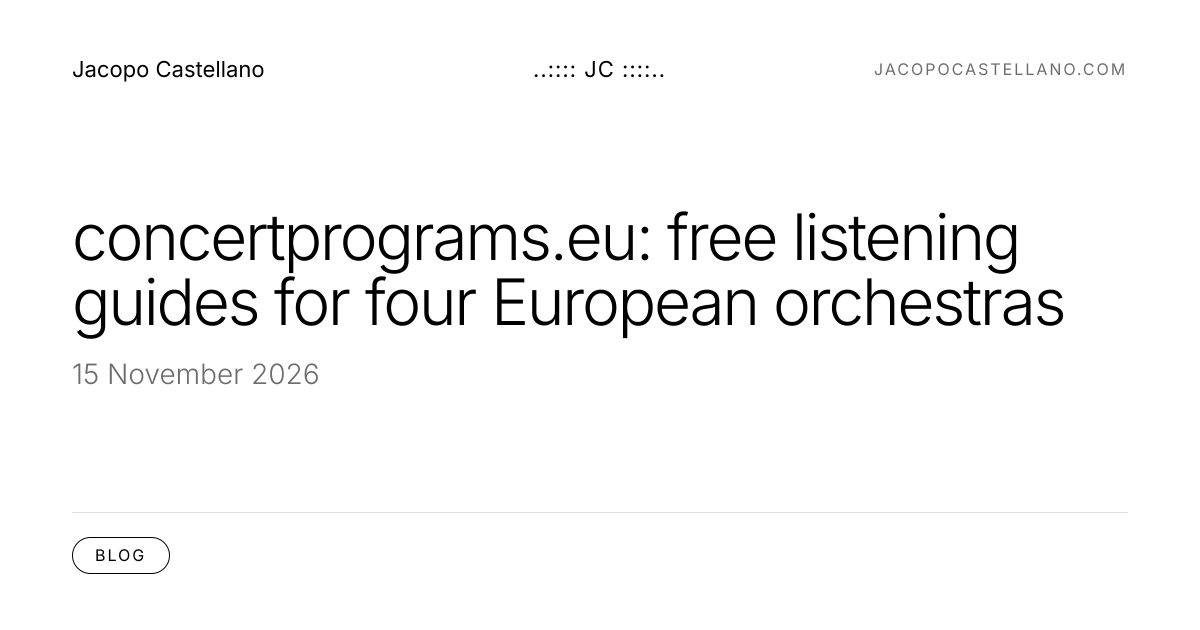 Jacopo Castellano
..:::: JC ::::..
JACOPOCASTELLANO.COM
concertprograms.eu: free listening
guides for four European orchestras
15 November 2026
BLOG